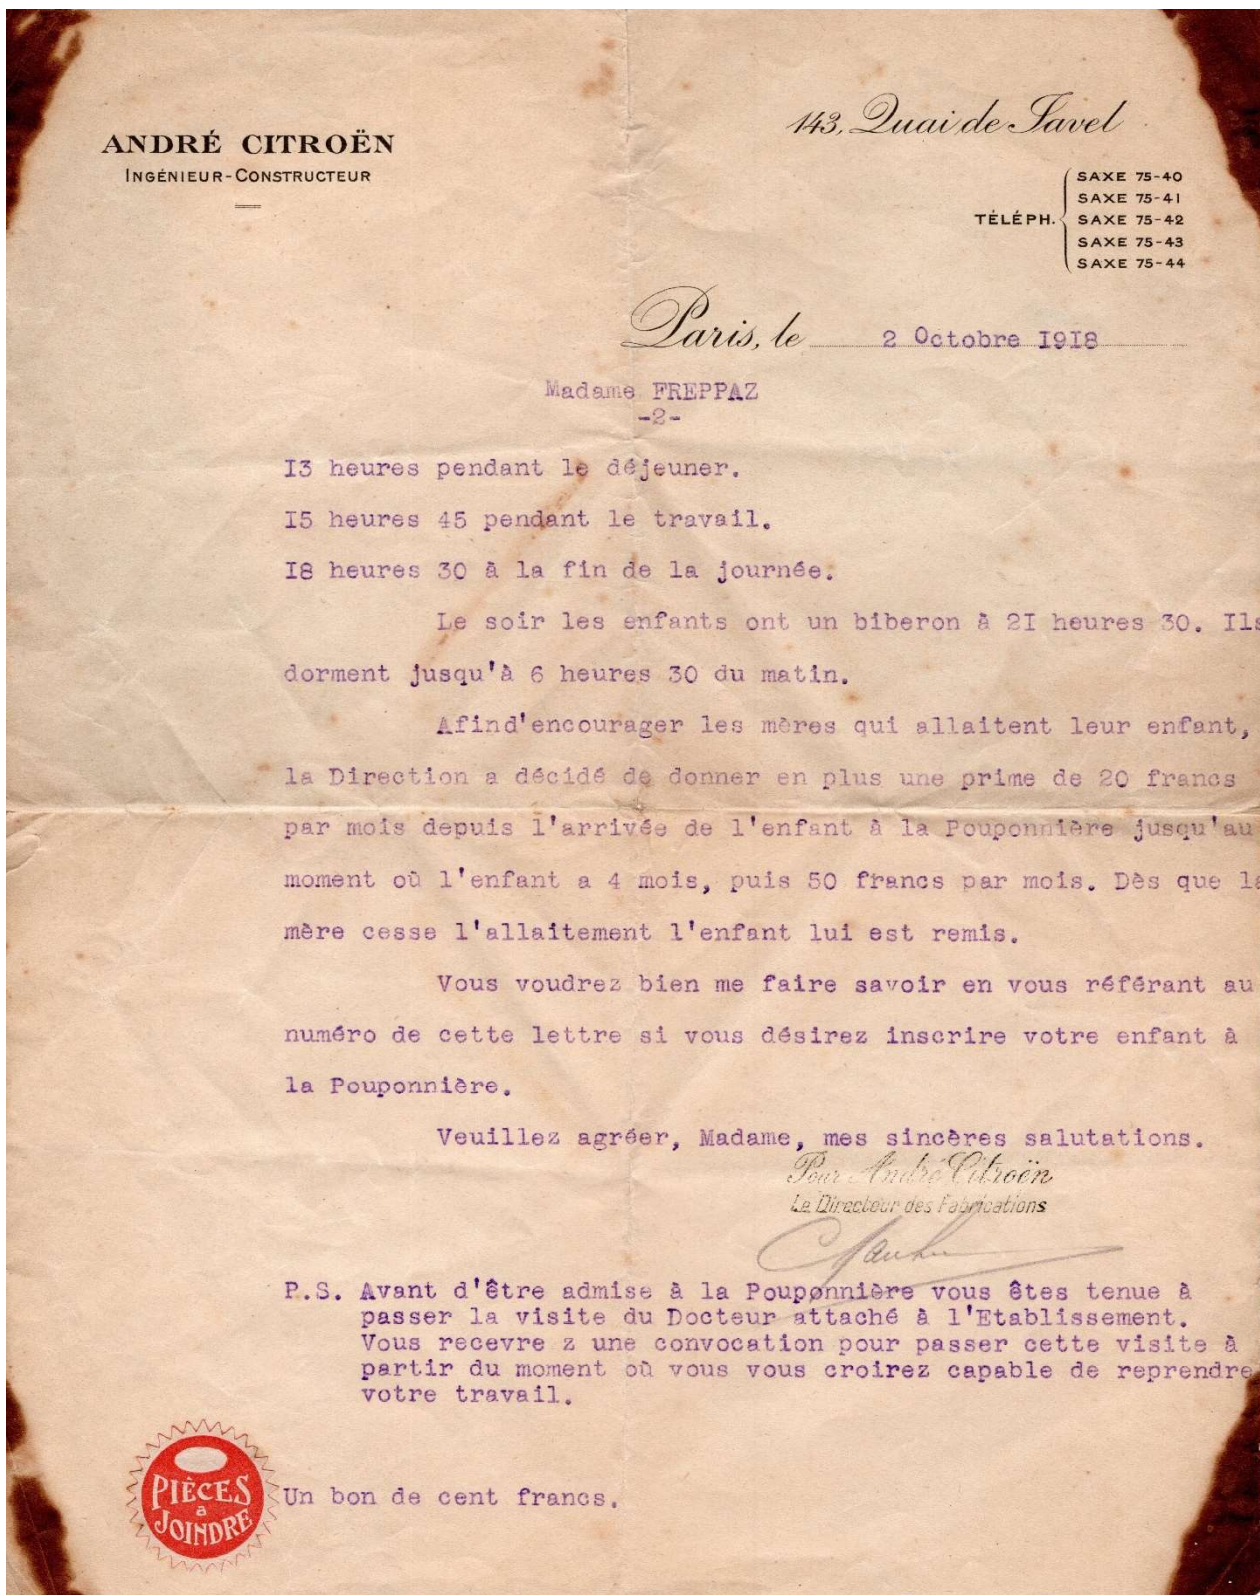 ANDRÉ CITROËN
INGÉNIEUR-CONSTRUCTEUR
143, Quai de Javel
TÉLÉPH.
SAXE 75-40
SAXE 75-41
SAXE 75-42
SAXE 75-43
SAXE 75-44
Paris, le 2 Octobre I9I8
Madame FREPPAZ
-2-
I3 heures pendant le déjeuner.
I5 heures 45 pendant le travail.
I8 heures 30 à la fin de la journée.
Le soir les enfants ont un biberon à 2I heures 30. Ils
dorment jusqu'à 6 heures 30 du matin.
Afind'encourager les mères qui allaitent leur enfant,
la Direction a décidé de donner en plus une prime de 20 francs
par mois depuis l'arrivée de l'enfant à la Pouponnière jusqu'au
moment où l'enfant a 4 mois, puis 50 francs par mois. Dès que la
mère cesse l'allaitement l'enfant lui est remis.
Vous voudrez bien me faire savoir en vous référant au
numéro de cette lettre si vous désirez inscrire votre enfant à
la Pouponnière.
Veuillez agréer, Madame, mes sincères salutations.
Pour André Citroën
Le Directeur des Fabrications
P.S. Avant d'être admise à la Pouponnière vous êtes tenue à
passer la visite du Docteur attaché à l'Etablissement.
Vous recevre z une convocation pour passer cette visite à
partir du moment où vous vous croirez capable de reprendre
votre travail.
PIÈCES
a
JOINDRE
Un bon de cent francs.